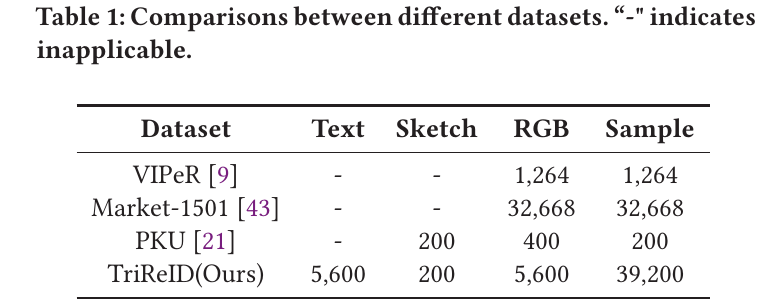 Table 1: Comparisons between different datasets. “-" indicates
inapplicable.
Dataset Text Sketch RGB Sample
VIPeR [9] - - 1,264 1,264
Market-1501 [43] - - 32,668 32,668
PKU [21] - 200 400 200
TriReID(Ours) 5,600 200 5,600 39,200